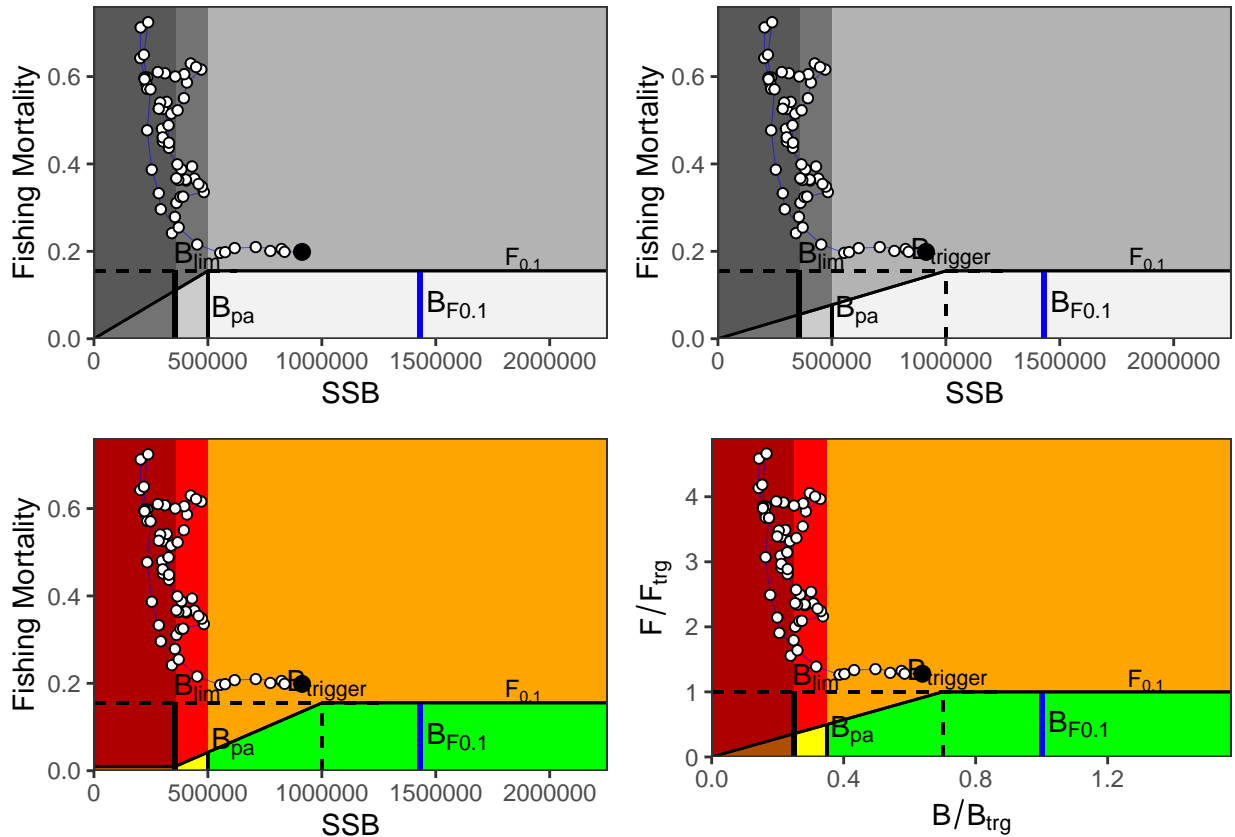 Fishing Mortality
0.6
0.4
0.2
0.0
B_lim
F_0.1
B_pa
B_F0.1
0 500000 1000000 1500000 2000000
SSB
Fishing Mortality
0.6
0.4
0.2
0.0
B_lim
B_trigger
F_0.1
B_pa
B_F0.1
0 500000 1000000 1500000 2000000
SSB
Fishing Mortality
0.6
0.4
0.2
0.0
B_lim
B_trigger
F_0.1
B_pa
B_F0.1
0 500000 1000000 1500000 2000000
SSB
F/F_trg
4
3
2
1
0
B_lim
B_trigger
F_0.1
B_pa
B_F0.1
0.0 0.4 0.8 1.2
B/B_trg